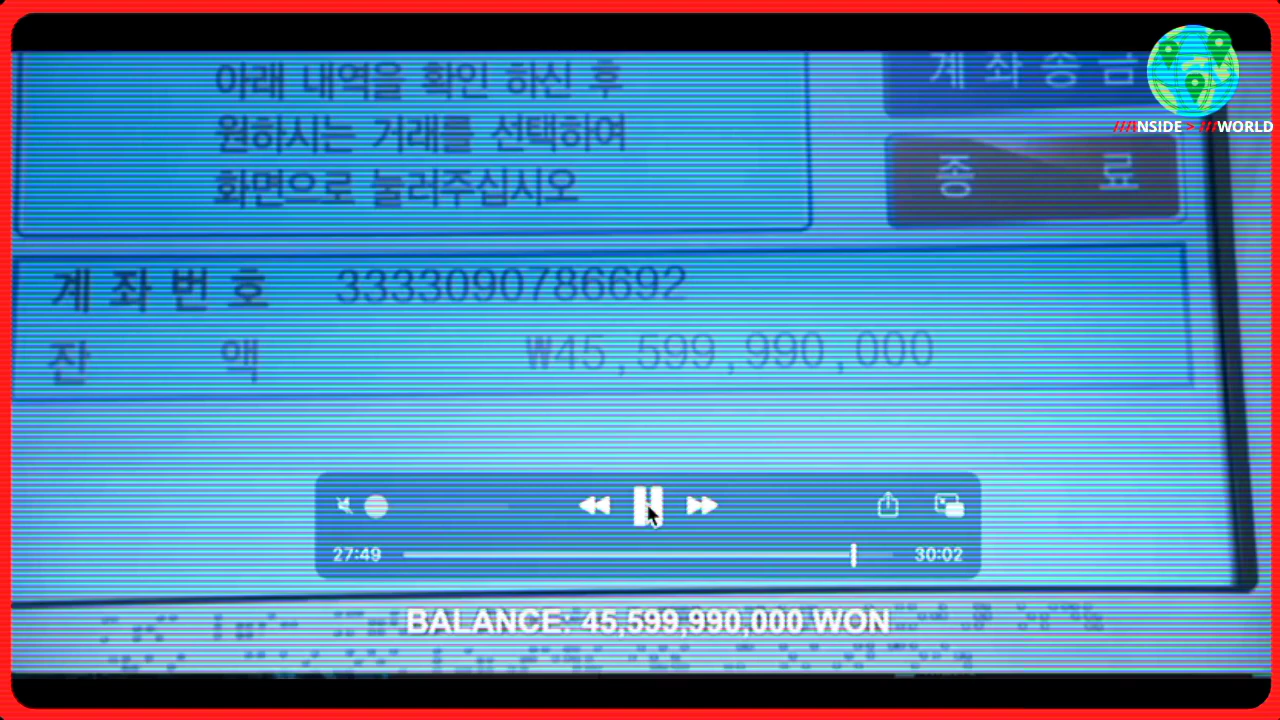 아래 내역을 확인 하신 후
원하시는 거래를 선택하여
화면으로 눌러주십시오
계좌송금
종료
///INSIDE > ///WORLD
계좌번호 3333090786692
잔액 ₩45,599,990,000
27:49 30:02
BALANCE: 45,599,990,000 WON